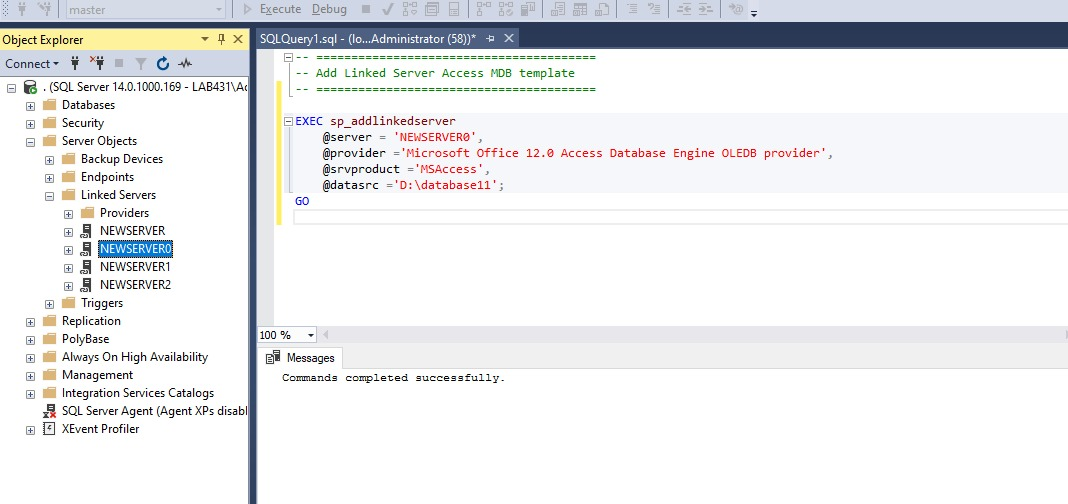 master
Execute
Debug
Object Explorer
Connect
. (SQL Server 14.0.1000.169 - LAB431\Ac
Databases
Security
Server Objects
Backup Devices
Endpoints
Linked Servers
Providers
NEWSERVER
NEWSERVER0
NEWSERVER1
NEWSERVER2
Triggers
Replication
PolyBase
Always On High Availability
Management
Integration Services Catalogs
SQL Server Agent (Agent XPs disabl
XEvent Profiler
SQLQuery1.sql - (lo...Administrator (58))*
-- ========================================
-- Add Linked Server Access MDB template
-- ========================================
EXEC sp_addlinkedserver
@server = 'NEWSERVER0',
@provider ='Microsoft Office 12.0 Access Database Engine OLEDB provider',
@srvproduct ='MSAccess',
@datasrc ='D:\database11';
GO
100 %
Messages
Commands completed successfully.